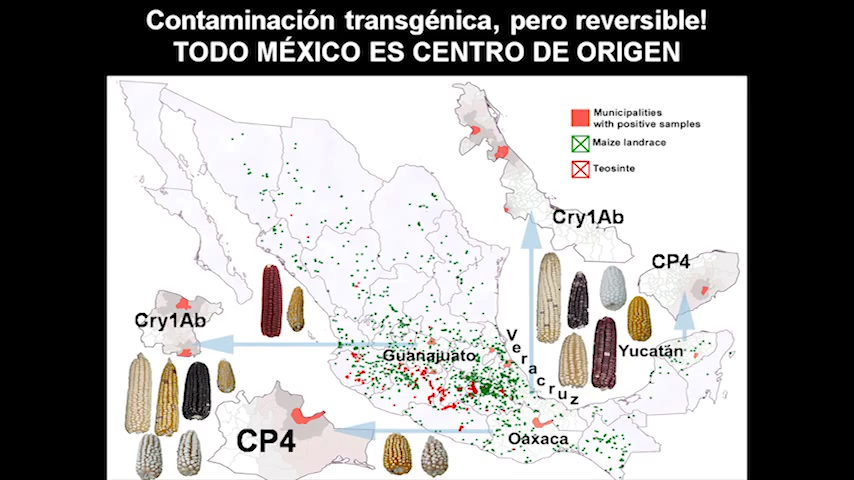 Contaminación transgénica, pero reversible!
TODO MÉXICO ES CENTRO DE ORIGEN
Municipalities
with positive samples
Maize landrace
Teosinte
Cry1Ab
CP4
Cry1Ab
Guanajuato
Veracruz
Yucatán
CP4
Oaxaca